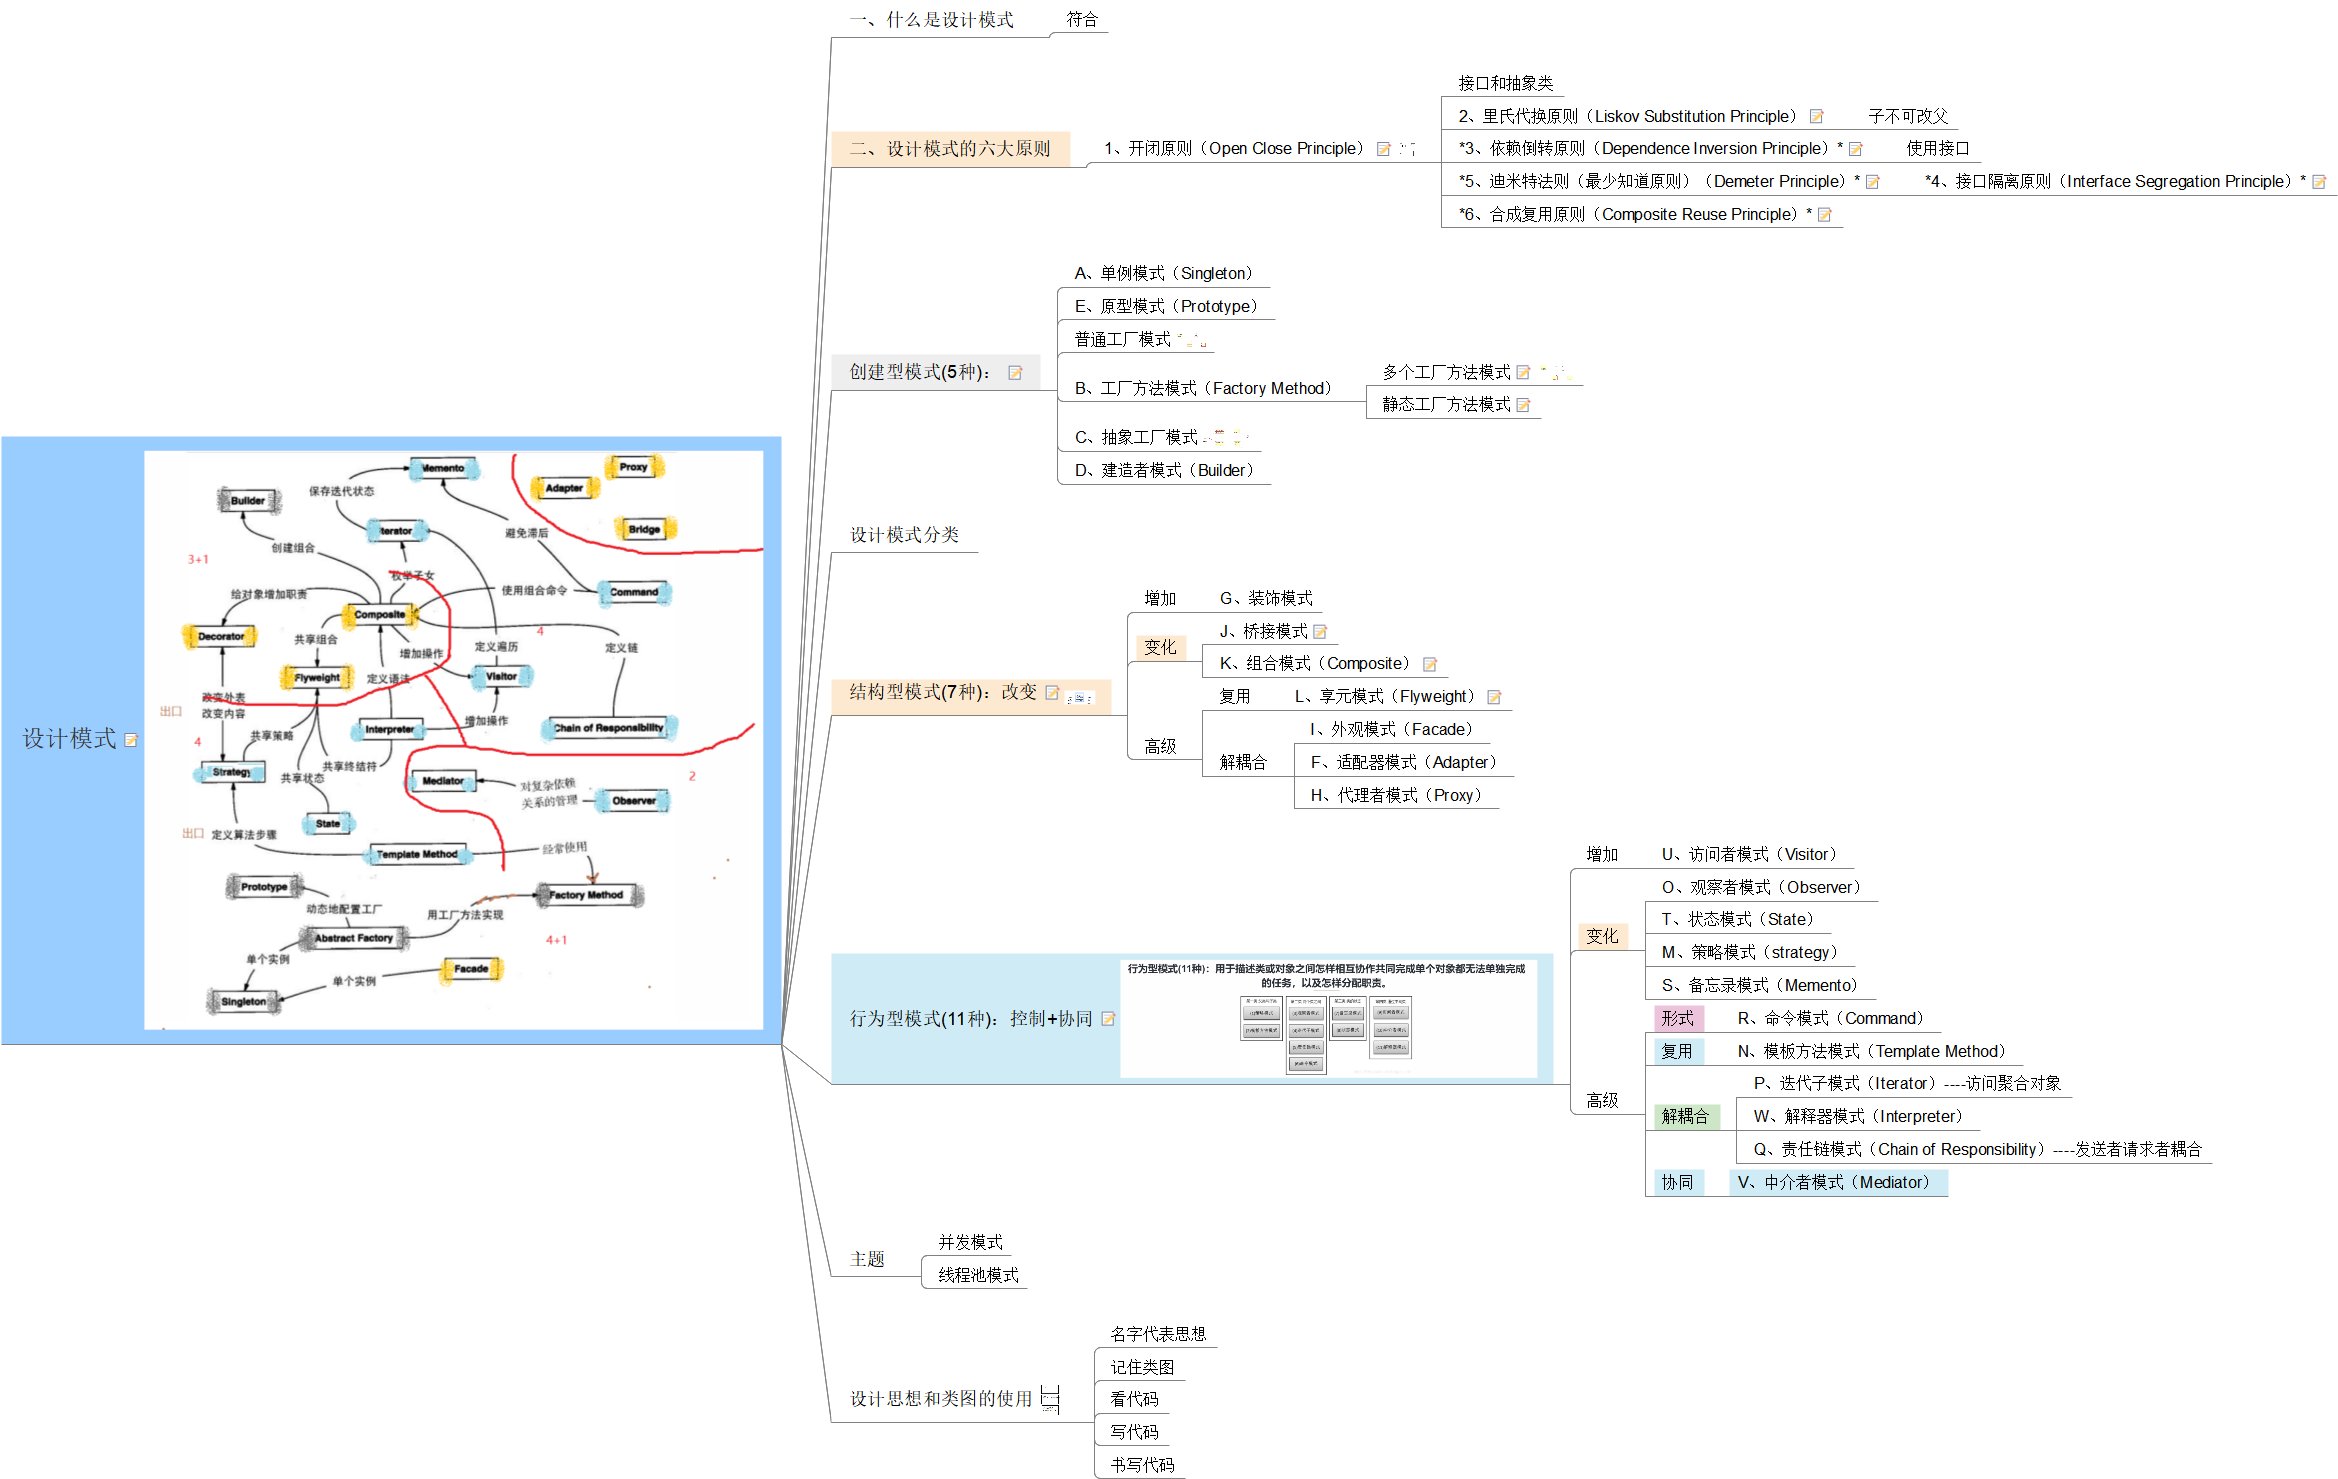 设计模式
Memento
Proxy
Adapter
保存迭代状态
Builder
Iterator
避免滞后
Bridge
创建组合
3+1
枚举子女
给对象增加职责
使用组合命令
Command
Composite
Decorator
共享组合
4
增加操作
定义遍历
定义链
Flyweight
定义语法
Visitor
改变外表
出口
改变内容
增加操作
Interpreter
Chain of Responsibility
4
共享策略
Strategy
共享状态
共享终结符
Mediator
对复杂依赖
关系的管理
2
Observer
State
出口
定义算法步骤
Template Method
经常使用
Prototype
Factory Method
动态地配置工厂
用工厂方法实现
Abstract Factory
4+1
单个实例
Facade
单个实例
Singleton
一、什么是设计模式
符合
二、设计模式的六大原则
1、开闭原则（Open Close Principle）
接口和抽象类
2、里氏代换原则（Liskov Substitution Principle）
子不可改父
*3、依赖倒转原则（Dependence Inversion Principle）*
使用接口
*5、迪米特法则（最少知道原则）（Demeter Principle）*
*4、接口隔离原则（Interface Segregation Principle）*
*6、合成复用原则（Composite Reuse Principle）*
创建型模式(5种)：
A、单例模式（Singleton）
E、原型模式（Prototype）
普通工厂模式
B、工厂方法模式（Factory Method）
多个工厂方法模式
静态工厂方法模式
C、抽象工厂模式
D、建造者模式（Builder）
设计模式分类
结构型模式(7种)：改变
增加
G、装饰模式
变化
J、桥接模式
K、组合模式（Composite）
高级
复用
L、享元模式（Flyweight）
解耦合
I、外观模式（Facade）
F、适配器模式（Adapter）
H、代理者模式（Proxy）
行为型模式(11种)：控制+协同
行为型模式(11种)：用于描述类或对象之间怎样相互协作共同完成单个对象都无法单独完成
的任务，以及怎样分配职责。
增加
U、访问者模式（Visitor）
变化
O、观察者模式（Observer）
T、状态模式（State）
M、策略模式（strategy）
S、备忘录模式（Memento）
高级
形式
R、命令模式（Command）
复用
N、模板方法模式（Template Method）
解耦合
P、迭代子模式（Iterator）----访问聚合对象
W、解释器模式（Interpreter）
Q、责任链模式（Chain of Responsibility）----发送者请求者耦合
协同
V、中介者模式（Mediator）
主题
并发模式
线程池模式
设计思想和类图的使用
名字代表思想
记住类图
看代码
写代码
书写代码